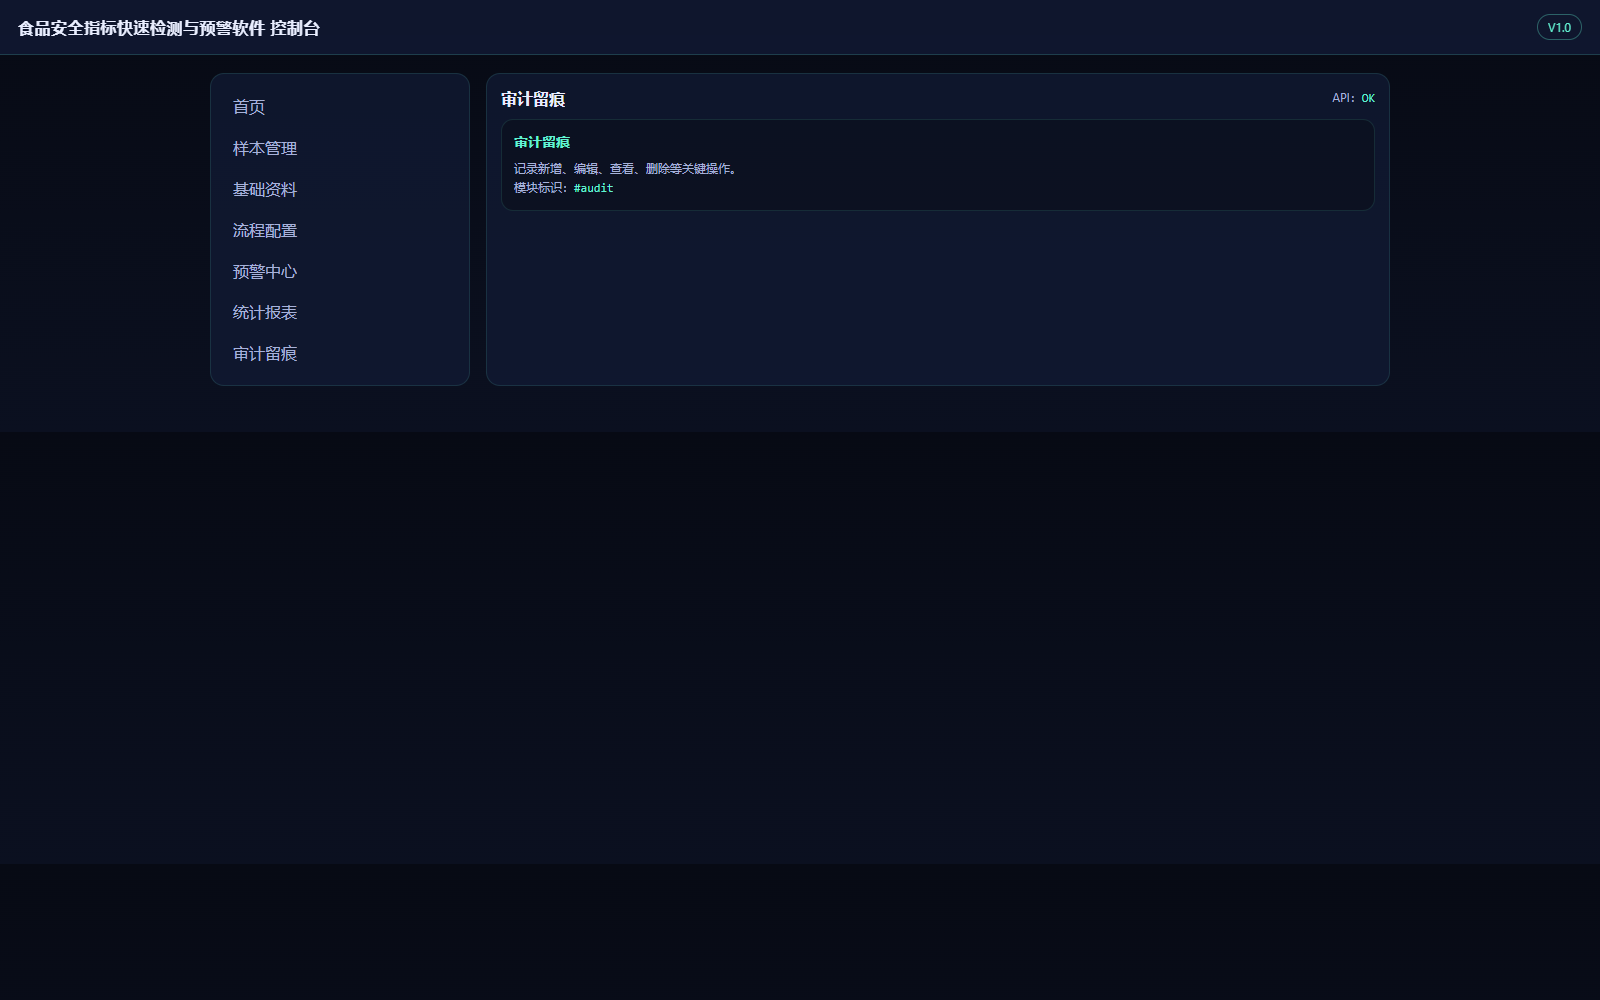 食品安全指标快速检测与预警软件 控制台
V1.0
首页
样本管理
基础资料
流程配置
预警中心
统计报表
审计留痕
审计留痕
API: OK
审计留痕
记录新增、编辑、查看、删除等关键操作。
模块标识: #audit